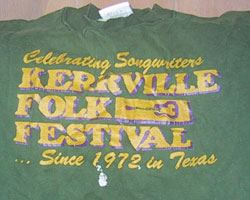 Celebrating Songwriters
KERRVILLE
FOLK
FESTIVAL
... Since 1972 in Texas